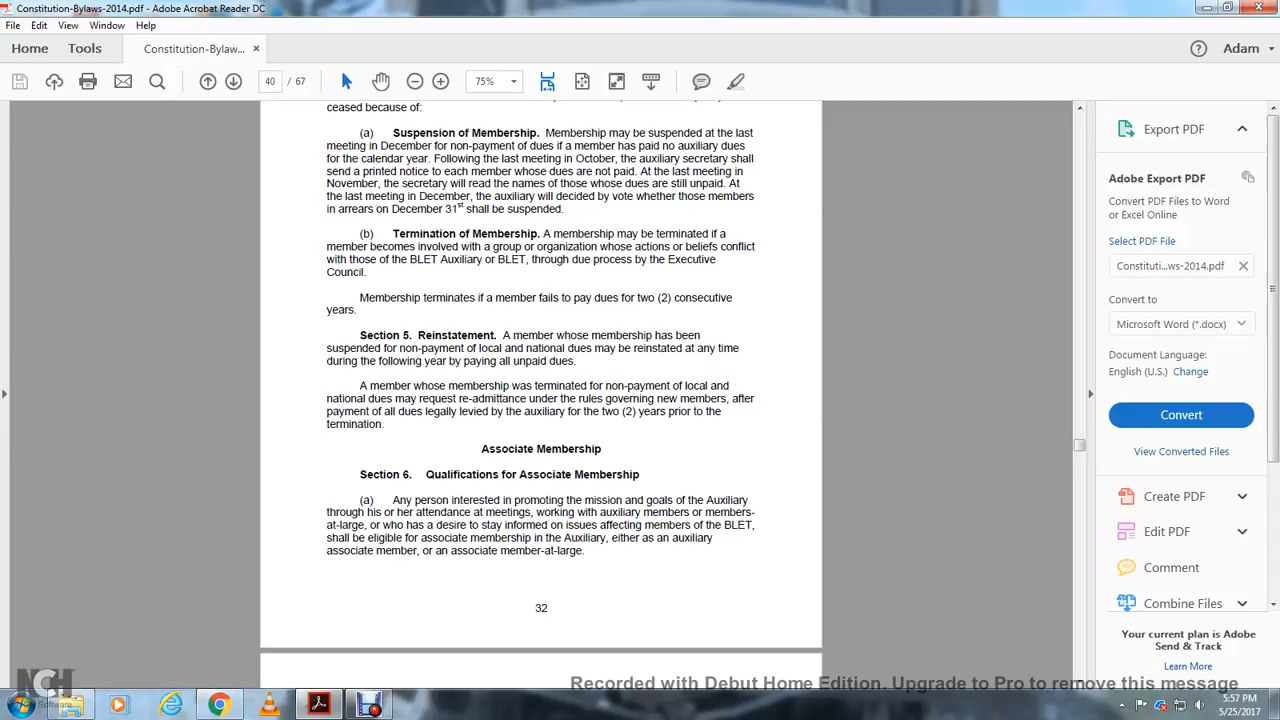 Constitution-Bylaws-2014.pdf - Adobe Acrobat Reader DC
File Edit View Window Help
Home Tools Constitution-Bylaw... × Adam
40 / 67 75%
ceased because of:
(a) Suspension of Membership. Membership may be suspended at the last
meeting in December for non-payment of dues if a member has paid no auxiliary dues
for the calendar year. Following the last meeting in October, the auxiliary secretary shall
send a printed notice to each member whose dues are not paid. At the last meeting in
November, the secretary will read the names of those whose dues are still unpaid. At
the last meeting in December, the auxiliary will decided by vote whether those members
in arrears on December 31st shall be suspended.
(b) Termination of Membership. A membership may be terminated if a
member becomes involved with a group or organization whose actions or beliefs conflict
with those of the BLET Auxiliary or BLET, through due process by the Executive
Council.
Membership terminates if a member fails to pay dues for two (2) consecutive
years.
Section 5. Reinstatement. A member whose membership has been
suspended for non-payment of local and national dues may be reinstated at any time
during the following year by paying all unpaid dues.
A member whose membership was terminated for non-payment of local and
national dues may request re-admittance under the rules governing new members, after
payment of all dues legally levied by the auxiliary for the two (2) years prior to the
termination.
Associate Membership
Section 6. Qualifications for Associate Membership
(a) Any person interested in promoting the mission and goals of the Auxiliary
through his or her attendance at meetings, working with auxiliary members or members-
at-large, or who has a desire to stay informed on issues affecting members of the BLET,
shall be eligible for associate membership in the Auxiliary, either as an auxiliary
associate member, or an associate member-at-large.
32
Export PDF
Adobe Export PDF
Convert PDF Files to Word
or Excel Online
Select PDF File
Constituti...ws-2014.pdf
Convert to
Microsoft Word (*.docx)
Document Language:
English (U.S.) Change
Convert
View Converted Files
Create PDF
Edit PDF
Comment
Combine Files
Your current plan is Adobe
Send & Track
Learn More
NCH
Software
Recorded with Debut Home Edition. Upgrade to Pro to remove this message
5:57 PM
5/25/2017